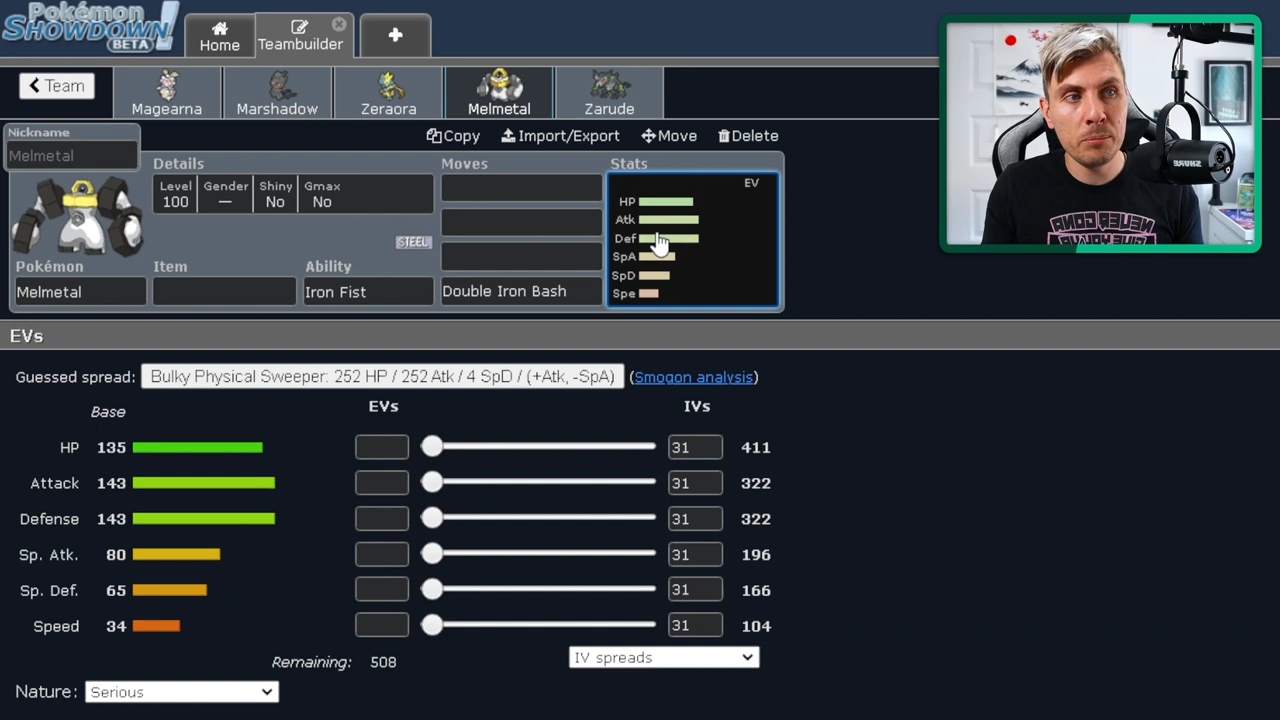 Pokémon
SHOWDOWN!
BETA
Home
Teambuilder
Team
Magearna
Marshadow
Zeraora
Melmetal
Zarude
Copy
Import/Export
Move
Delete
Nickname
Melmetal
Details
Level
100
Gender
—
Shiny
No
Gmax
No
STEEL
Pokémon
Melmetal
Item
Ability
Iron Fist
Moves
Double Iron Bash
Stats
EV
HP
Atk
Def
SpA
SpD
Spe
EVs
Guessed spread: Bulky Physical Sweeper: 252 HP / 252 Atk / 4 SpD / (+Atk, -SpA) (Smogon analysis)
Base EVs IVs
HP 135 31 411
Attack 143 31 322
Defense 143 31 322
Sp. Atk. 80 31 196
Sp. Def. 65 31 166
Speed 34 31 104
Remaining: 508
IV spreads
Nature: Serious